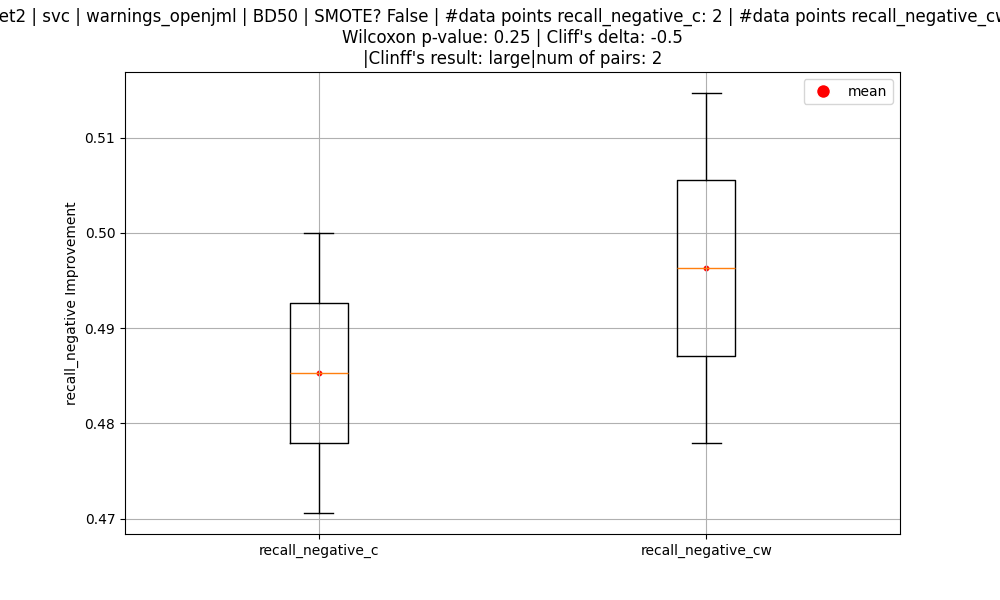 et2 | svc | warnings_openjml | BD50 | SMOTE? False | #data points recall_negative_c: 2 | #data points recall_negative_cw
Wilcoxon p-value: 0.25 | Cliff's delta: -0.5
|Clinff's result: large|num of pairs: 2
mean
0.51
0.50
0.49
0.48
0.47
recall_negative Improvement
recall_negative_c
recall_negative_cw